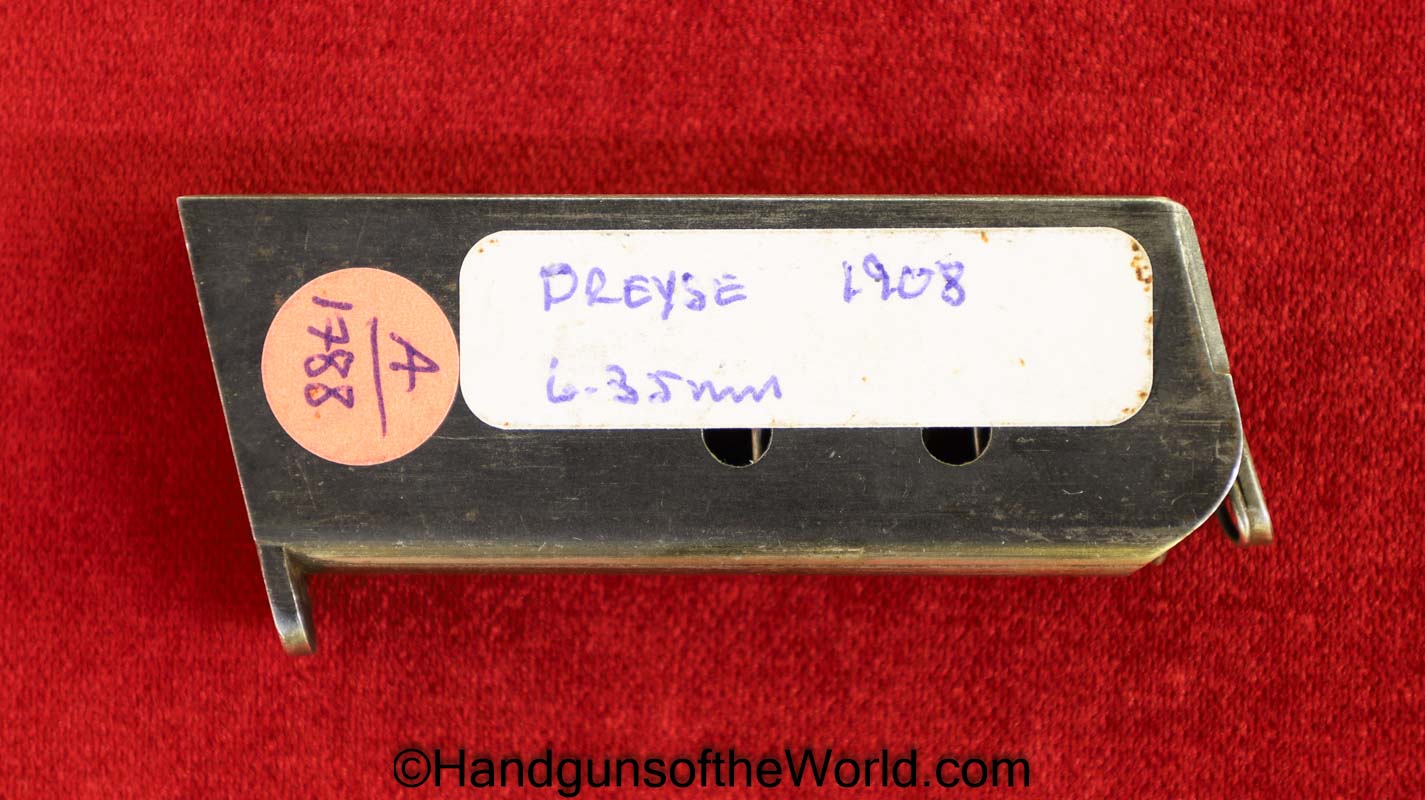 A
1788
DREYSE 1908
6.35mm
©HandgunsoftheWorld.com